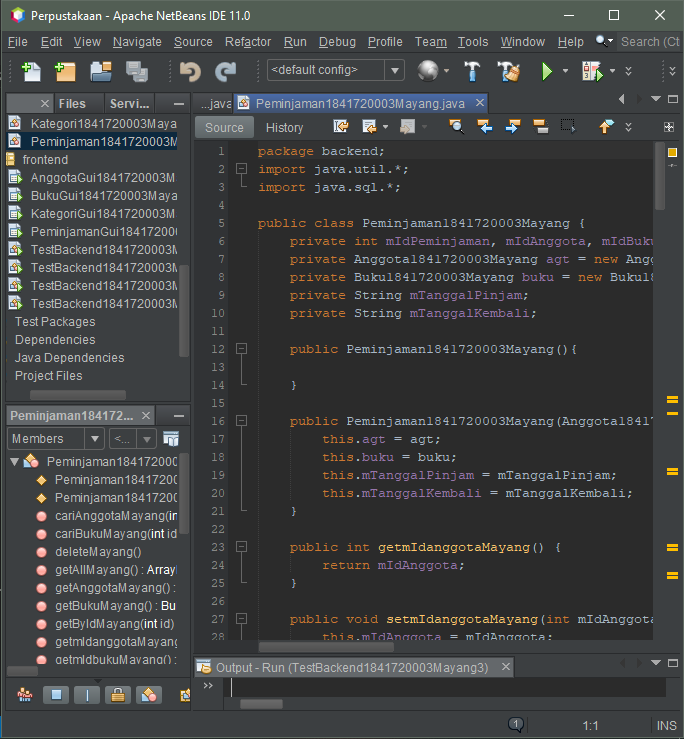 Perpustakaan - Apache NetBeans IDE 11.0
File Edit View Navigate Source Refactor Run Debug Profile Team Tools Window Help Search (Ct
<default config>
Files Servi...
...java Peminjaman1841720003Mayang.java
Source History
Kategori1841720003Maya
Peminjaman1841720003M
frontend
AnggotaGui1841720003M
BukuGui1841720003Maya
KategoriGui1841720003M
PeminjamanGui184172000
TestBackend1841720003M
TestBackend1841720003M
TestBackend1841720003M
TestBackend1841720003M
Test Packages
Dependencies
Java Dependencies
Project Files
Peminjaman184172...
Members <...
Peminjaman184172000
Peminjaman184172000
Peminjaman184172000
cariAnggotaMayang(in
cariBukuMayang(int id
deleteMayang()
getAllMayang() : ArrayL
getAnggotaMayang() :
getBukuMayang() : Bu
getByIdMayang(int id)
getmIdanggotaMayang
getmIdbukuMayang() :
1 package backend;
2 import java.util.*;
3 import java.sql.*;
4
5 public class Peminjaman1841720003Mayang {
6 private int mIdPeminjaman, mIdAnggota, mIdBuku
7 private Anggota1841720003Mayang agt = new Angg
8 private Buku1841720003Mayang buku = new Buku18
9 private String mTanggalPinjam;
10 private String mTanggalKembali;
11
12 public Peminjaman1841720003Mayang(){
13
14 }
15
16 public Peminjaman1841720003Mayang(Anggota18417
17 this.agt = agt;
18 this.buku = buku;
19 this.mTanggalPinjam = mTanggalPinjam;
20 this.mTanggalKembali = mTanggalKembali;
21 }
22
23 public int getmIdanggotaMayang() {
24 return mIdAnggota;
25 }
26
27 public void setmIdanggotaMayang(int mIdAnggota
28 this.mIdAnggota = mIdAnggota;
Output - Run (TestBackend1841720003Mayang3)
1 1:1 INS